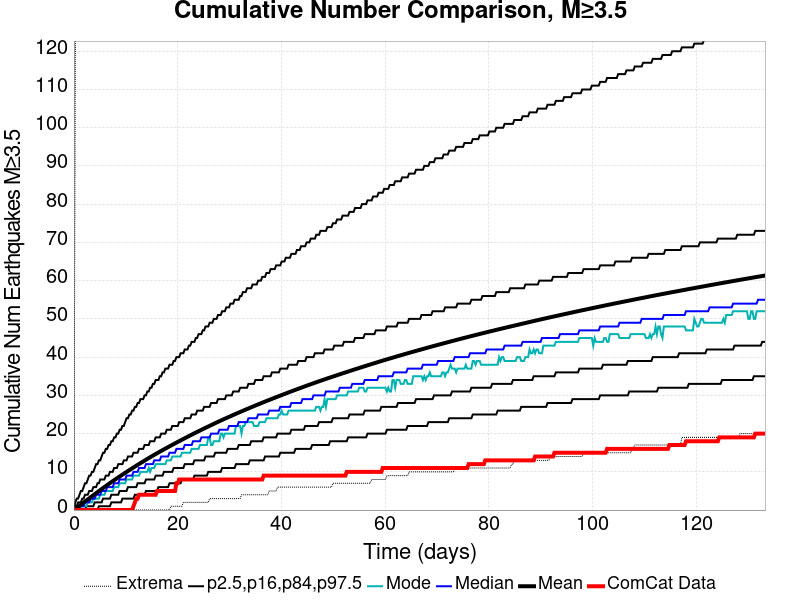 Cumulative Number Comparison, M≥3.5
Cumulative Num Earthquakes M≥3.5
120
110
100
90
80
70
60
50
40
30
20
10
0
0 20 40 60 80 100 120
Time (days)
Extrema p2.5,p16,p84,p97.5 Mode Median Mean ComCat Data